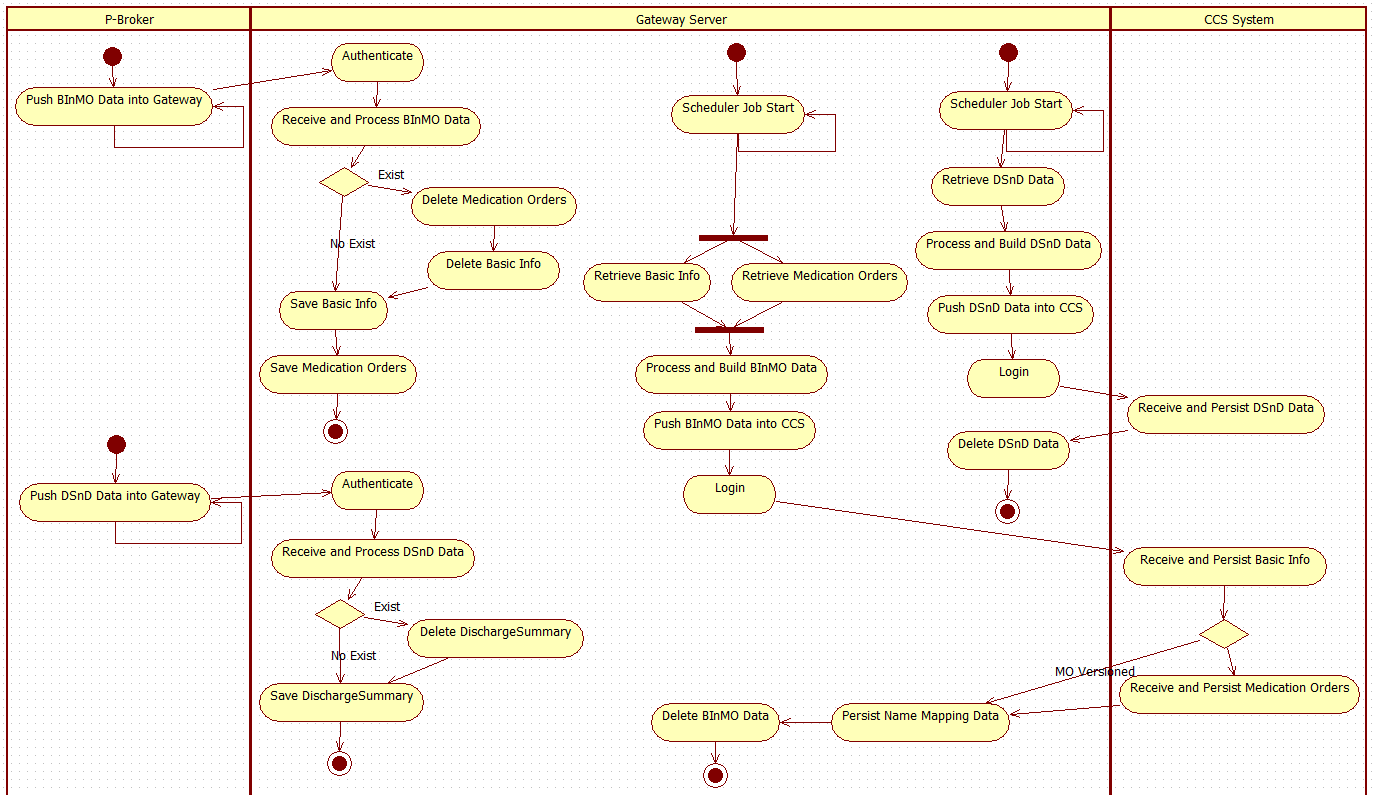 P-Broker
Gateway Server
CCS System
Push BInMO Data into Gateway
Authenticate
Receive and Process BInMO Data
Exist
Delete Medication Orders
No Exist
Delete Basic Info
Save Basic Info
Save Medication Orders
Push DSnD Data into Gateway
Authenticate
Receive and Process DSnD Data
Exist
Delete DischargeSummary
No Exist
Save DischargeSummary
Scheduler Job Start
Retrieve Basic Info
Retrieve Medication Orders
Process and Build BInMO Data
Push BInMO Data into CCS
Login
Scheduler Job Start
Retrieve DSnD Data
Process and Build DSnD Data
Push DSnD Data into CCS
Login
Receive and Persist DSnD Data
Delete DSnD Data
Receive and Persist Basic Info
MO Versioned
Receive and Persist Medication Orders
Persist Name Mapping Data
Delete BInMO Data